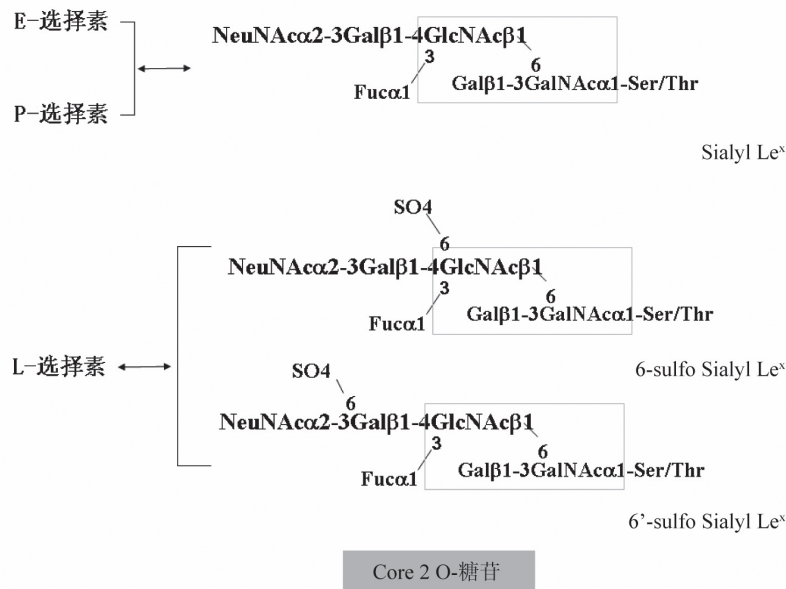 E-选择素
NeuNAcα2-3Galβ1-4GlcNAcβ1
3
6
Fucα1
Galβ1-3GalNAcα1-Ser/Thr
P-选择素
Sialyl Leˣ
SO4
6
NeuNAcα2-3Galβ1-4GlcNAcβ1
3
6
Fucα1
Galβ1-3GalNAcα1-Ser/Thr
L-选择素
6-sulfo Sialyl Leˣ
SO4
6
NeuNAcα2-3Galβ1-4GlcNAcβ1
3
6
Fucα1
Galβ1-3GalNAcα1-Ser/Thr
6’-sulfo Sialyl Leˣ
Core 2 O-糖苷